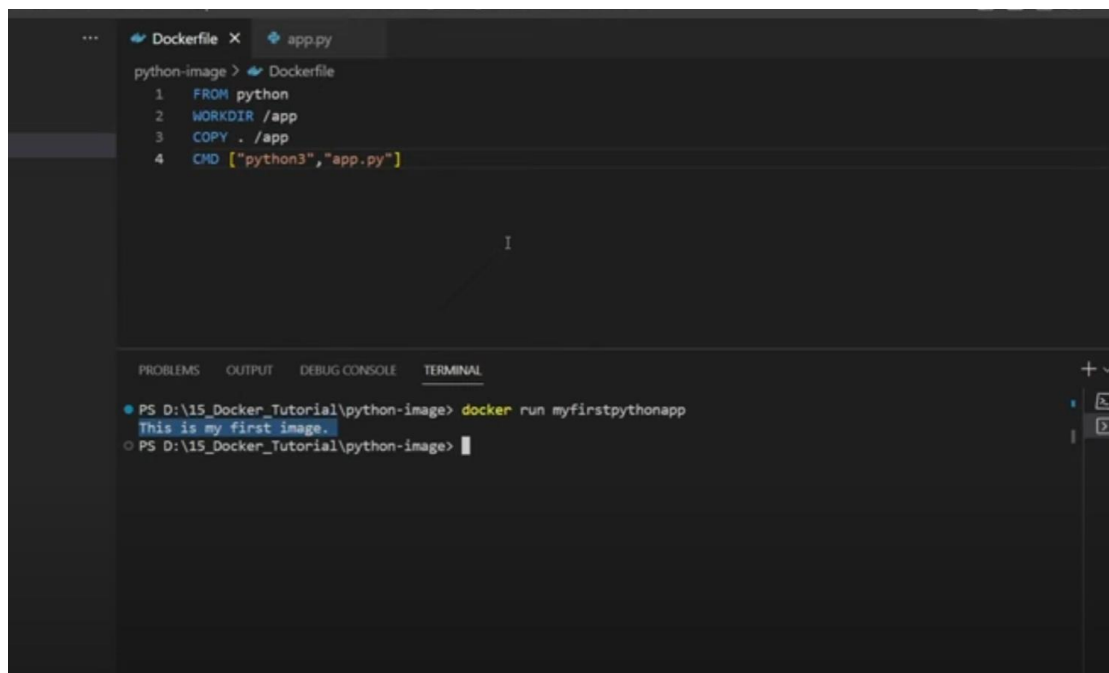 Dockerfile app.py
python-image > Dockerfile
1 FROM python
2 WORKDIR /app
3 COPY . /app
4 CMD ["python3","app.py"]
PROBLEMS OUTPUT DEBUG CONSOLE TERMINAL
PS D:\15_Docker_Tutorial\python-image> docker run myfirstpythonapp
This is my first image.
PS D:\15_Docker_Tutorial\python-image>